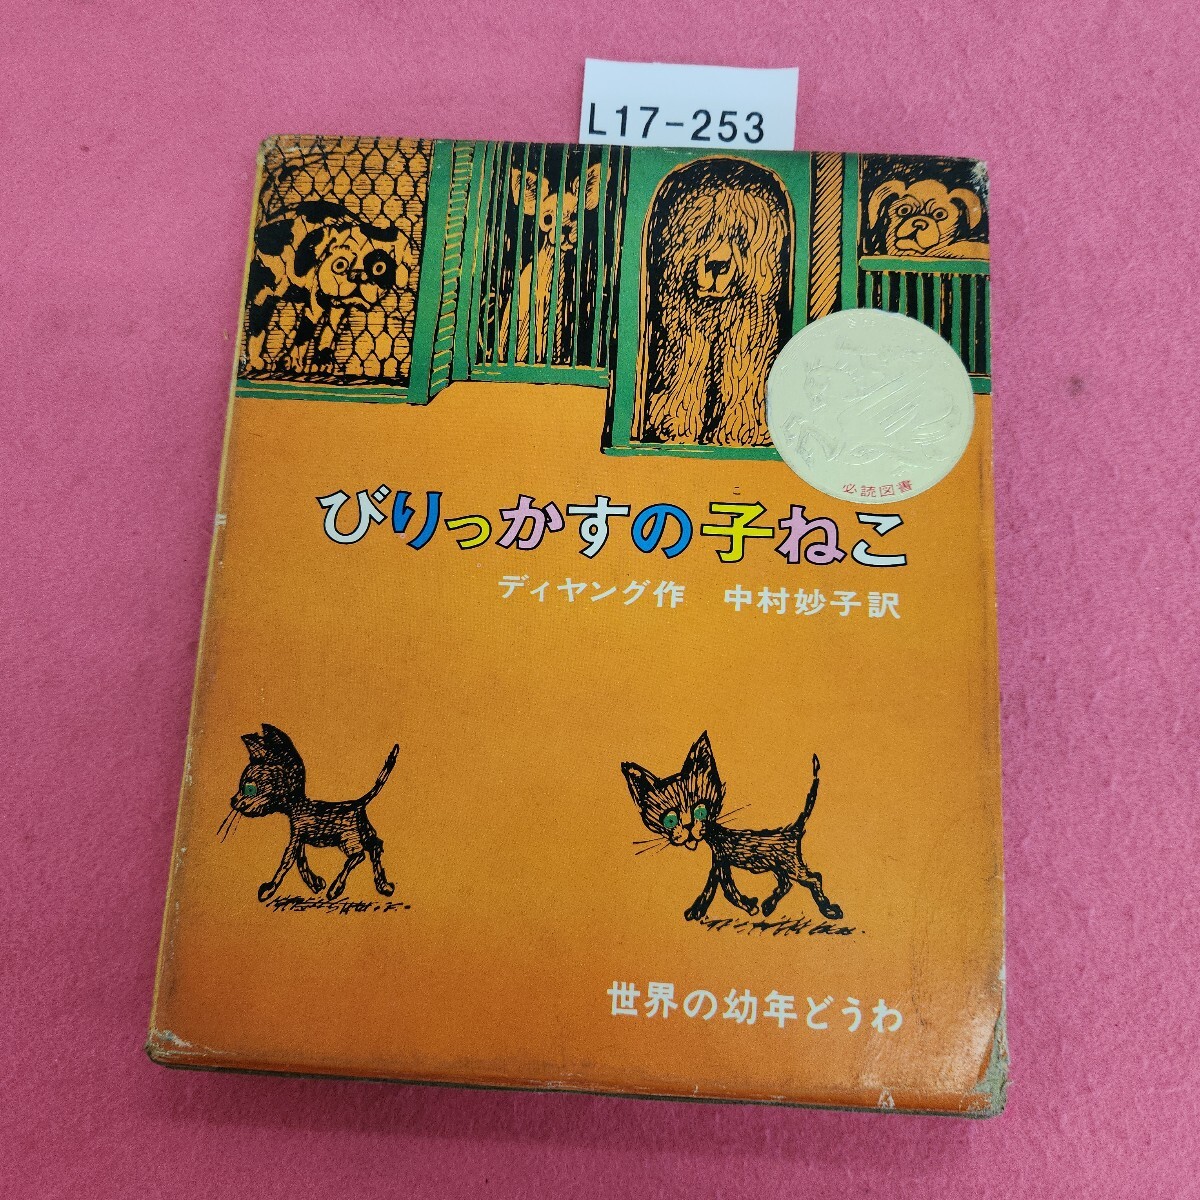 L17-253
必読図書
こ
びりっかすの子ねこ
ディヤング作 中村妙子訳
世界の幼年どうわ